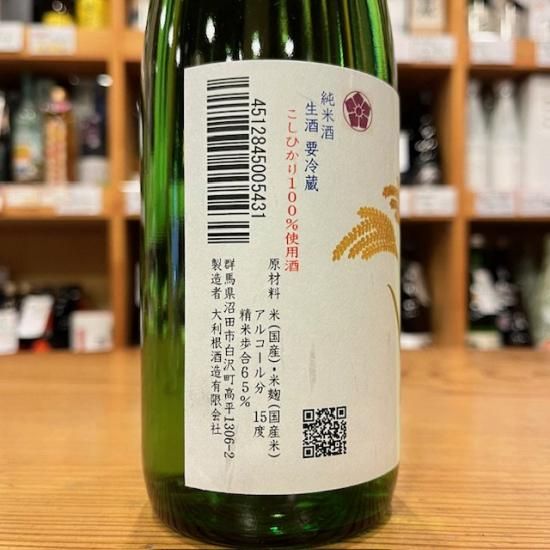 純米酒
生酒 要冷蔵
こしひかり100%使用酒
4512845005431
原材料 米(国産)・米麹(国産米)
アルコール分 15度
精米歩合65%
群馬県沼田市白沢町高平1306-2
製造者 大利根酒造有限会社